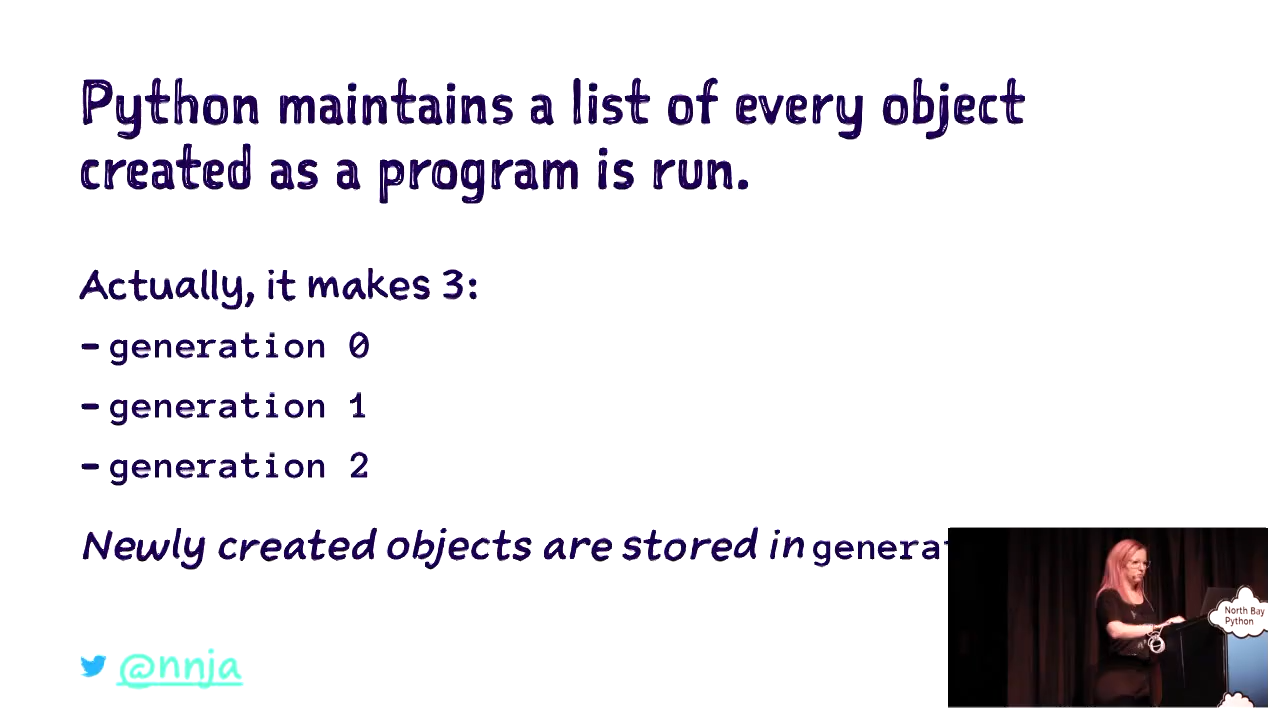 Python maintains a list of every object
created as a program is run.
Actually, it makes 3:
- generation 0
- generation 1
- generation 2
Newly created objects are stored in
@nnja
North Bay
Python